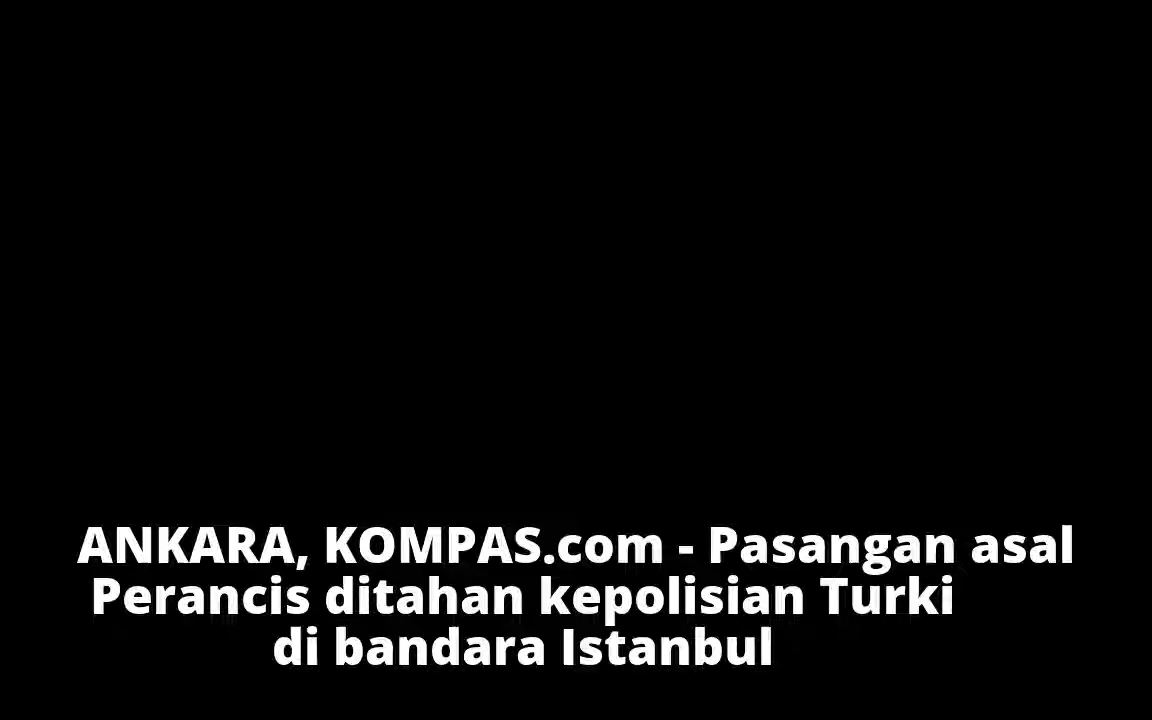 ANKARA, KOMPAS.com - Pasangan asal
Perancis ditahan kepolisian Turki
di bandara Istanbul